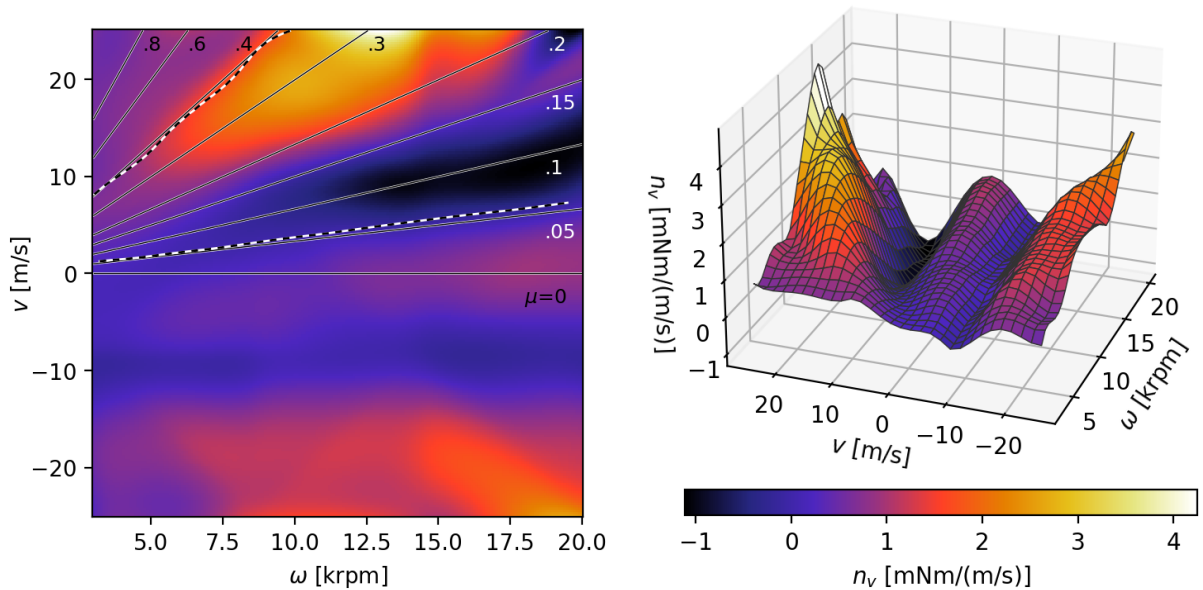 .8 .6 .4 .3 .2
.15
.1
.05
μ=0
20
10
0
−10
−20
v [m/s]
5.0 7.5 10.0 12.5 15.0 17.5 20.0
ω [krpm]
4
3
2
1
0
−1
n_v [mNm/(m/s)]
20 10 0 −10 −20
v [m/s]
5 10 15 20
ω [krpm]
−1 0 1 2 3 4
n_v [mNm/(m/s)]